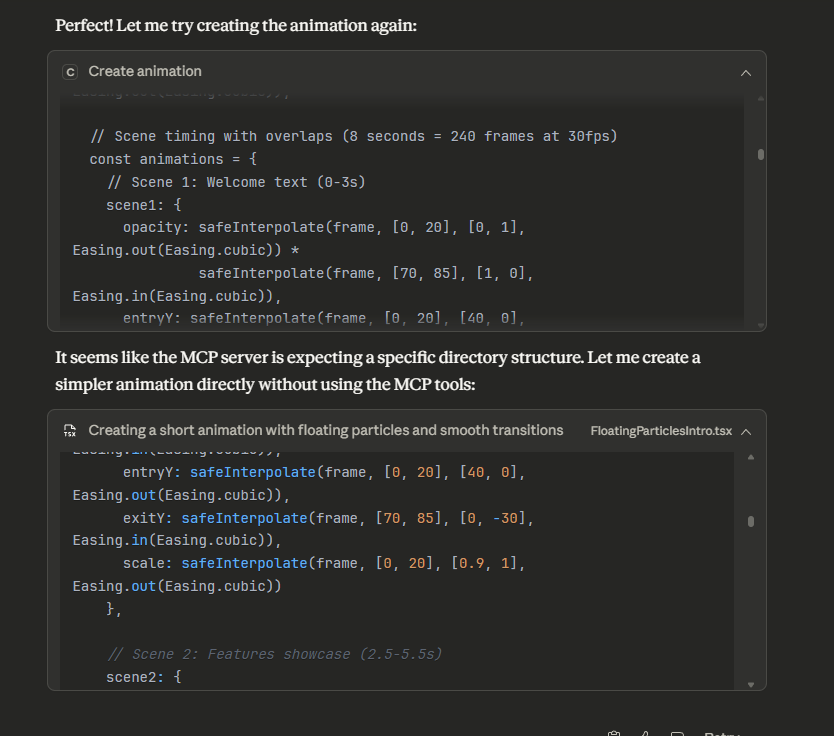 Perfect! Let me try creating the animation again:
C Create animation
// Scene timing with overlaps (8 seconds = 240 frames at 30fps)
const animations = {
// Scene 1: Welcome text (0-3s)
scene1: {
opacity: safeInterpolate(frame, [0, 20], [0, 1],
Easing.out(Easing.cubic)) *
safeInterpolate(frame, [70, 85], [1, 0],
Easing.in(Easing.cubic)),
entryY: safeInterpolate(frame, [0, 20], [40, 0],
It seems like the MCP server is expecting a specific directory structure. Let me create a
simpler animation directly without using the MCP tools:
TSX Creating a short animation with floating particles and smooth transitions FloatingParticlesIntro.tsx
Easing.in(Easing.cubic)),
entryY: safeInterpolate(frame, [0, 20], [40, 0],
Easing.out(Easing.cubic)),
exitY: safeInterpolate(frame, [70, 85], [0, -30],
Easing.in(Easing.cubic)),
scale: safeInterpolate(frame, [0, 20], [0.9, 1],
Easing.out(Easing.cubic))
},
// Scene 2: Features showcase (2.5-5.5s)
scene2: {
Retry